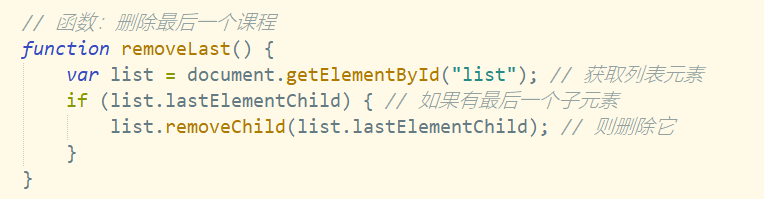 // 函数：删除最后一个课程
function removeLast() {
    var list = document.getElementById("list"); // 获取列表元素
    if (list.lastElementChild) { // 如果有最后一个子元素
        list.removeChild(list.lastElementChild); // 则删除它
    }
}